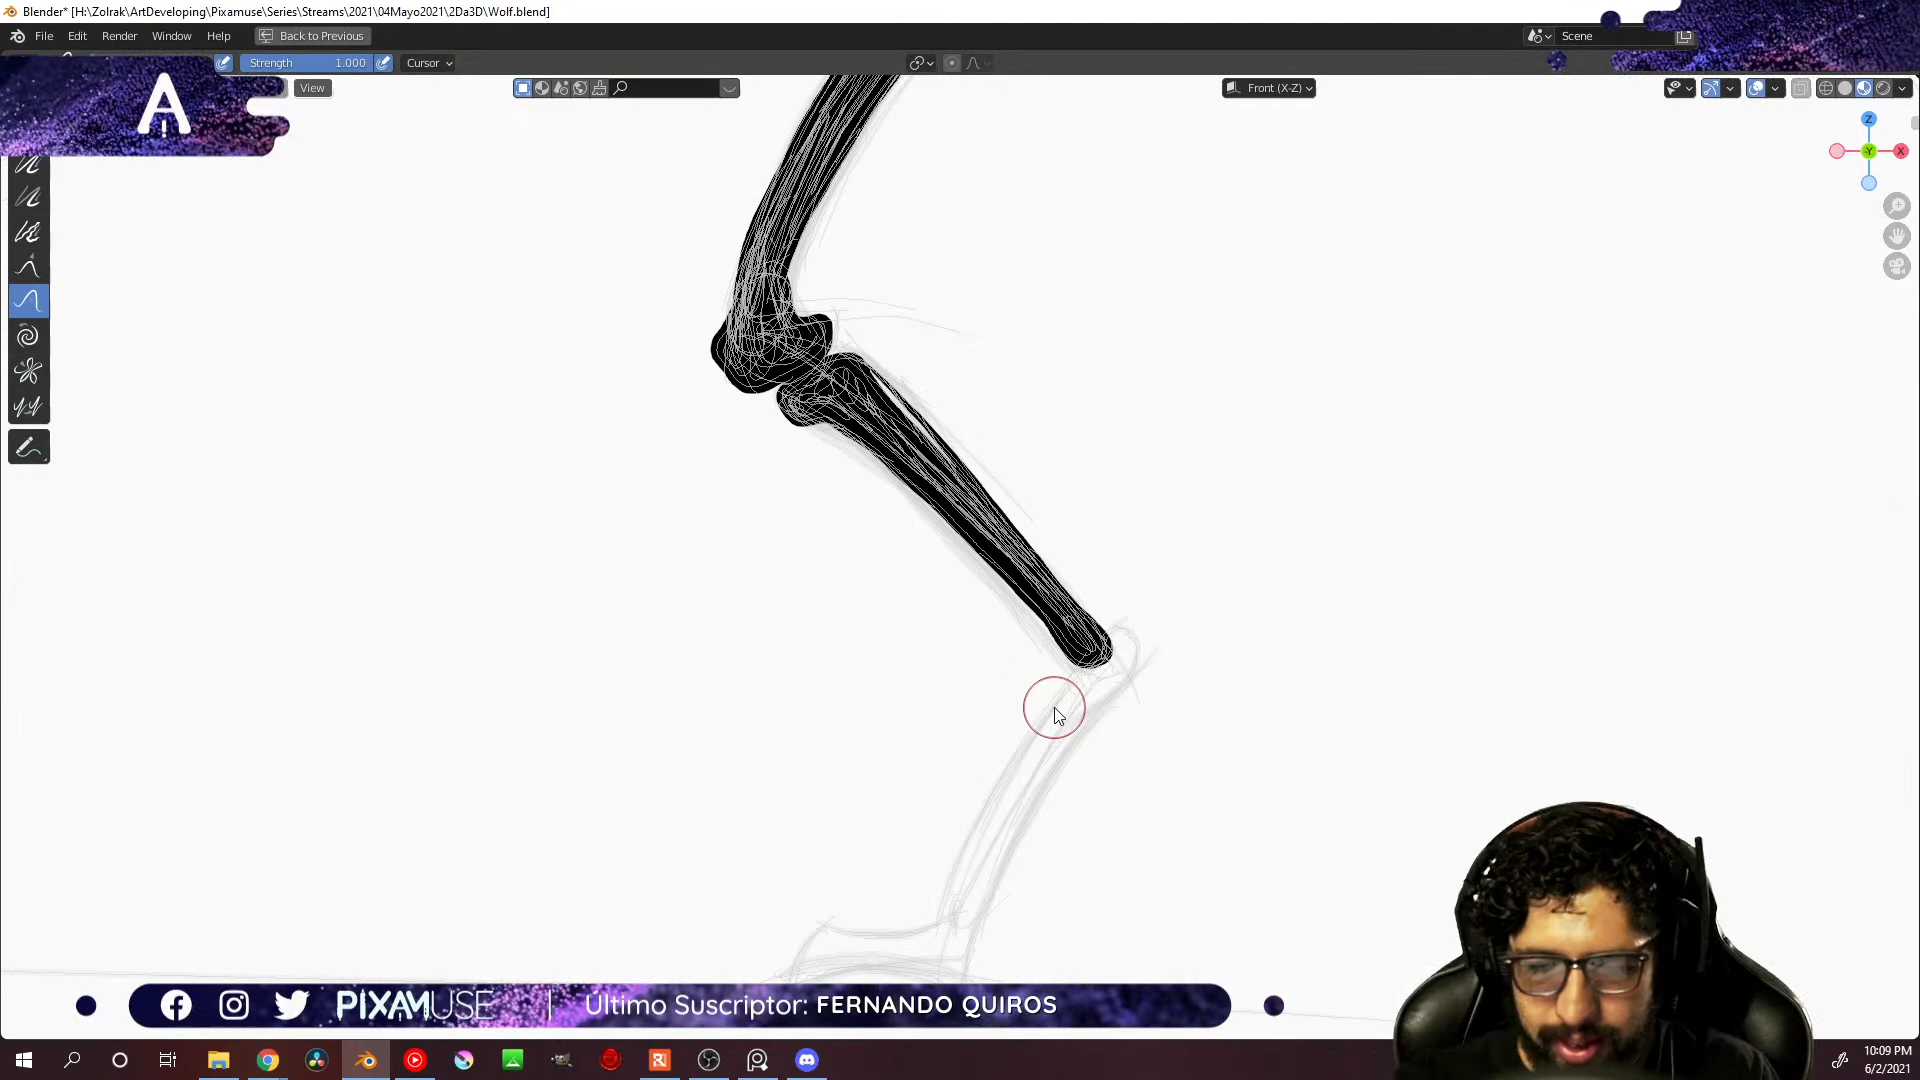 Blender* [H:\Zolrak\ArtDeveloping\Pixamuse\Series\Streams\2021\04Mayo2021\2Da3D\Wolf.blend]
File Edit Render Window Help Back to Previous Scene
Strength 1.000 Cursor
View Front (X-Z)
Z
-Y X
PIXAMUSE | Último Suscriptor: FERNANDO QUIROS
10:09 PM
6/2/2021